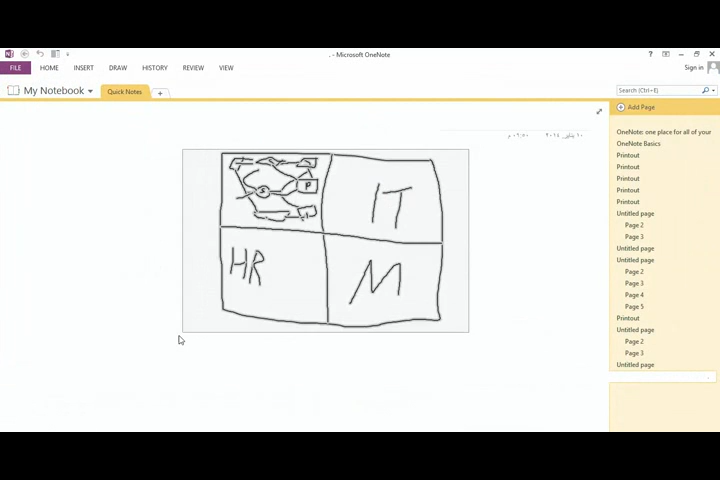 . - Microsoft OneNote
FILE HOME INSERT DRAW HISTORY REVIEW VIEW
Sign in
My Notebook
Quick Notes
Search (Ctrl+E)
Add Page
OneNote: one place for all of your
OneNote Basics
Printout
Printout
Printout
Printout
Printout
Untitled page
Page 2
Page 3
Untitled page
Untitled page
Page 2
Page 3
Page 4
Page 5
Printout
Untitled page
Page 2
Page 3
Untitled page
S
P
IT
HR
M